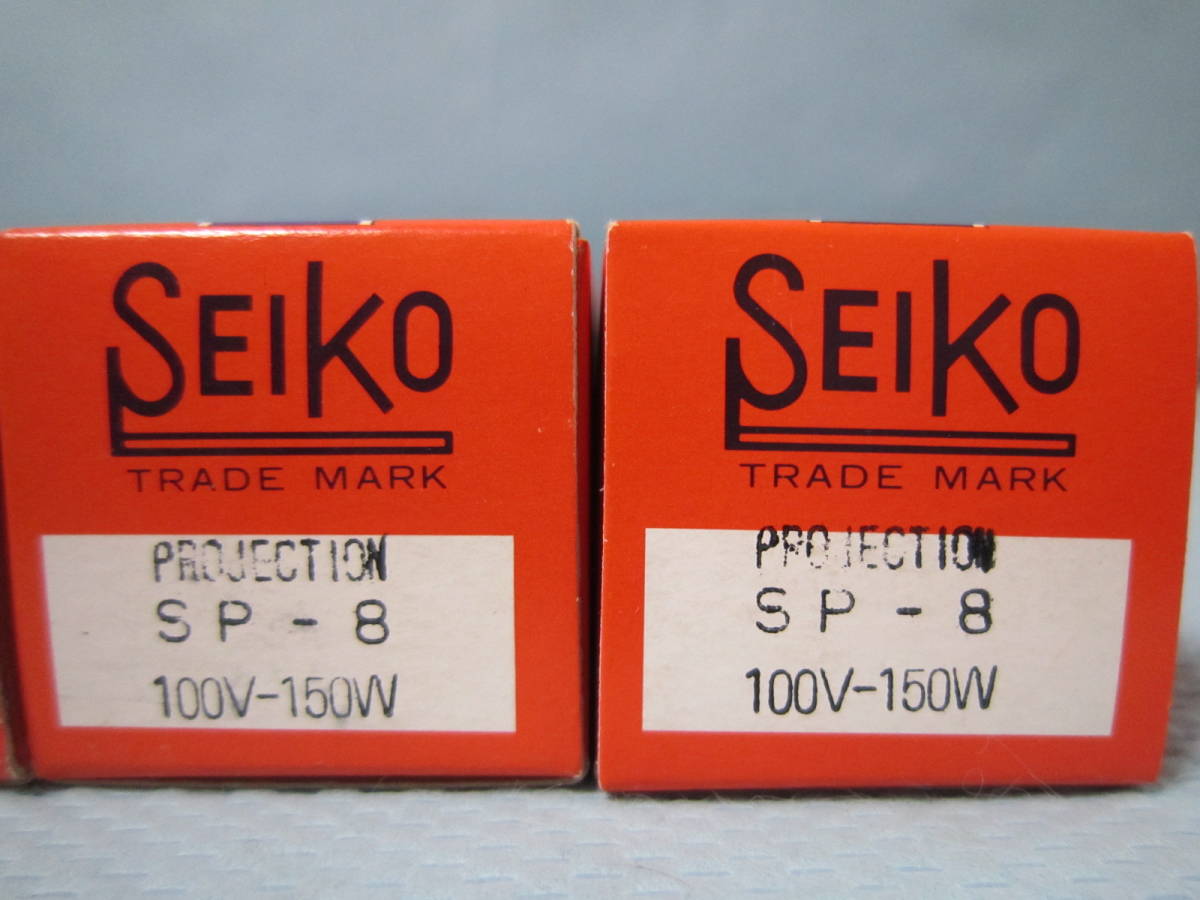 SEIKO
TRADE MARK
PROJECTION
SP-8
100V-150W
SEIKO
TRADE MARK
PROJECTION
SP-8
100V-150W